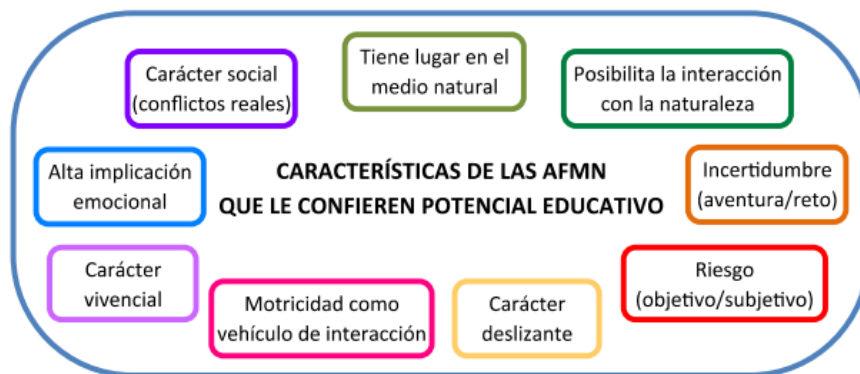 Carácter social
(conflictos reales)
Tiene lugar en el
medio natural
Posibilita la interacción
con la naturaleza
Alta implicación
emocional
CARACTERÍSTICAS DE LAS AFMN
QUE LE CONFIEREN POTENCIAL EDUCATIVO
Incertidumbre
(aventura/reto)
Carácter
vivencial
Motricidad como
vehículo de interacción
Carácter
deslizante
Riesgo
(objetivo/subjetivo)